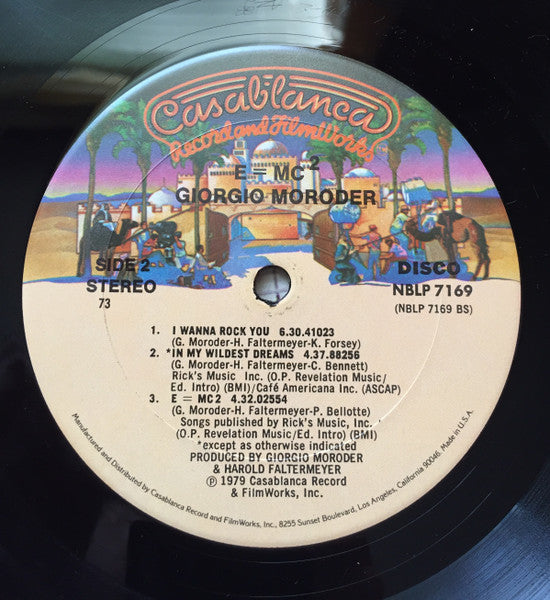 Casablanca
Record and FilmWorks
E = Mc²
GIORGIO MORODER
SIDE 2
STEREO
73
DISCO
NBLP 7169
(NBLP 7169 BS)
1. I WANNA ROCK YOU 6.30.41023
(G. Moroder-H. Faltermeyer-K. Forsey)
2. *IN MY WILDEST DREAMS 4.37.88256
(G. Moroder-H. Faltermeyer-C. Bennett)
Rick's Music Inc. (O.P. Revelation Music/
Ed. Intro) (BMI)/Café Americana Inc. (ASCAP)
3. E = MC2 4.32.02554
(G. Moroder-H. Faltermeyer-P. Bellotte)
Songs published by Rick's Music, Inc.
(O.P. Revelation Music/Ed. Intro) (BMI)
*except as otherwise indicated
PRODUCED BY GIORGIO MORODER
& HAROLD FALTERMEYER
Ⓟ 1979 Casablanca Record
& FilmWorks, Inc.
Manufactured and Distributed by Casablanca Record and FilmWorks, Inc., 8255 Sunset Boulevard, Los Angeles, California 90046. Made in U.S.A.